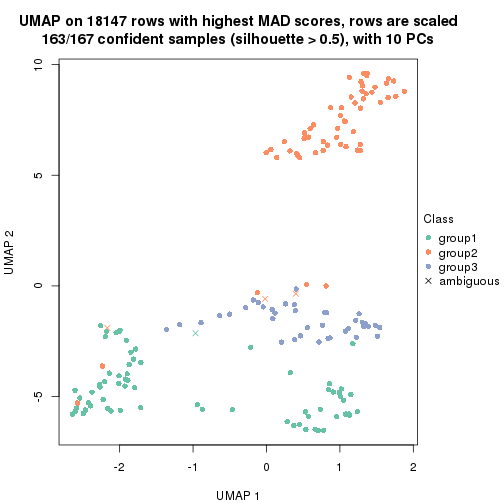 UMAP on 18147 rows with highest MAD scores, rows are scaled
163/167 confident samples (silhouette > 0.5), with 10 PCs
10
5
0
-5
UMAP 2
-2
-1
0
1
2
UMAP 1
Class
group1
group2
group3
ambiguous